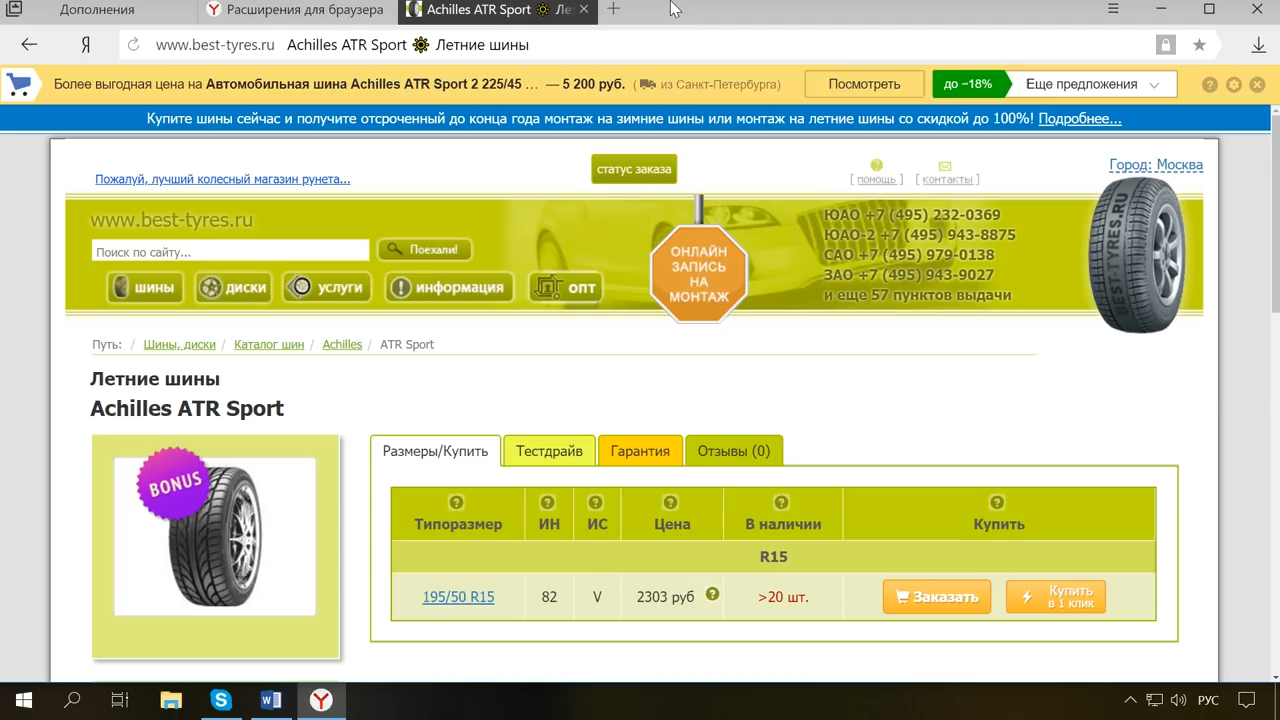 Дополнения
Расширения для браузера
Achilles ATR Sport Ле
www.best-tyres.ru Achilles ATR Sport Летние шины
Более выгодная цена на Автомобильная шина Achilles ATR Sport 2 225/45 ... — 5 200 руб. ( из Санкт-Петербурга)
Посмотреть
до −18%
Еще предложения
Купите шины сейчас и получите отсроченный до конца года монтаж на зимние шины или монтаж на летние шины со скидкой до 100%! Подробнее...
Пожалуй, лучший колесный магазин рунета...
статус заказа
[ помощь ]
[ контакты ]
Город: Москва
www.best-tyres.ru
Поиск по сайту...
Поехали!
шины
диски
услуги
информация
опт
ОНЛАЙН
ЗАПИСЬ
НА
МОНТАЖ
ЮАО +7 (495) 232-0369
ЮАО-2 +7 (495) 943-8875
САО +7 (495) 979-0138
ЗАО +7 (495) 943-9027
и еще 57 пунктов выдачи
BEST-TYRES.RU
Путь: / Шины, диски / Каталог шин / Achilles / ATR Sport
Летние шины
Achilles ATR Sport
BONUS
Размеры/Купить
Тестдрайв
Гарантия
Отзывы (0)
Типоразмер ИН ИС Цена В наличии Купить
R15
195/50 R15 82 V 2303 руб >20 шт. Заказать
Купить
в 1 клик
РУС